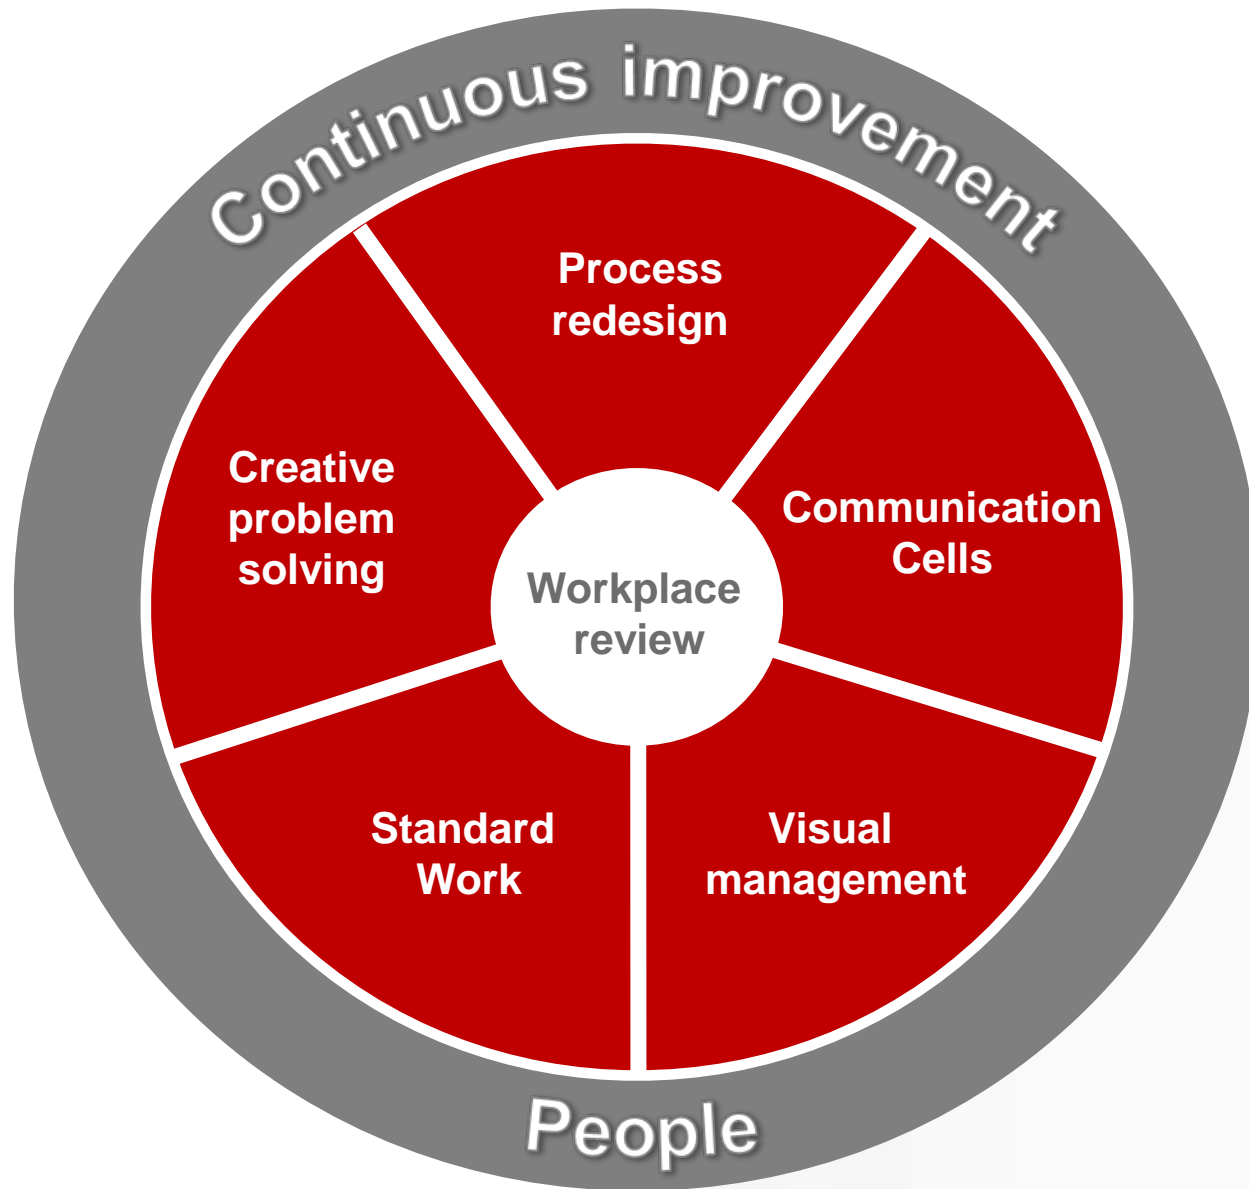 Continuous improvement
Process
redesign
Creative
problem
solving
Communication
Cells
Workplace
review
Standard
Work
Visual
management
People